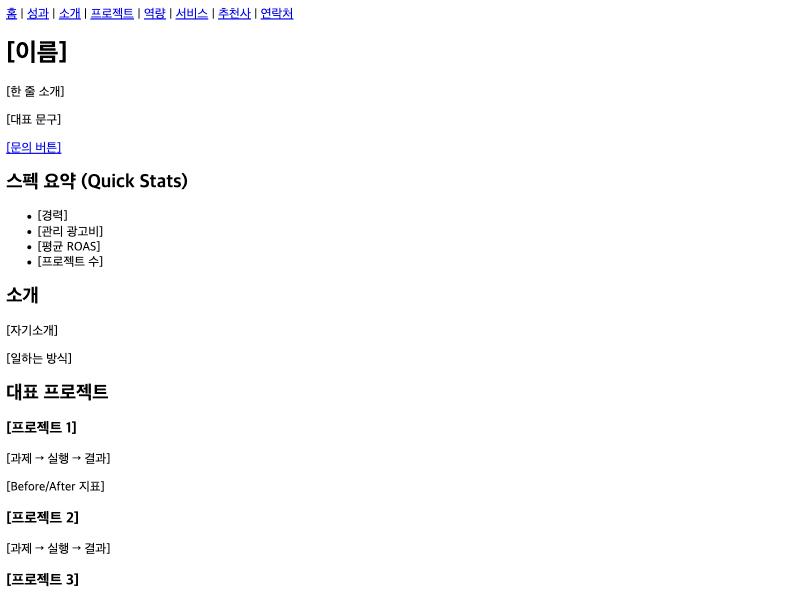 홈 | 성과 | 소개 | 프로젝트 | 역량 | 서비스 | 추천사 | 연락처
[이름]
[한 줄 소개]
[대표 문구]
[문의 버튼]
스펙 요약 (Quick Stats)
• [경력]
• [관리 광고비]
• [평균 ROAS]
• [프로젝트 수]
소개
[자기소개]
[일하는 방식]
대표 프로젝트
[프로젝트 1]
[과제 → 실행 → 결과]
[Before/After 지표]
[프로젝트 2]
[과제 → 실행 → 결과]
[프로젝트 3]